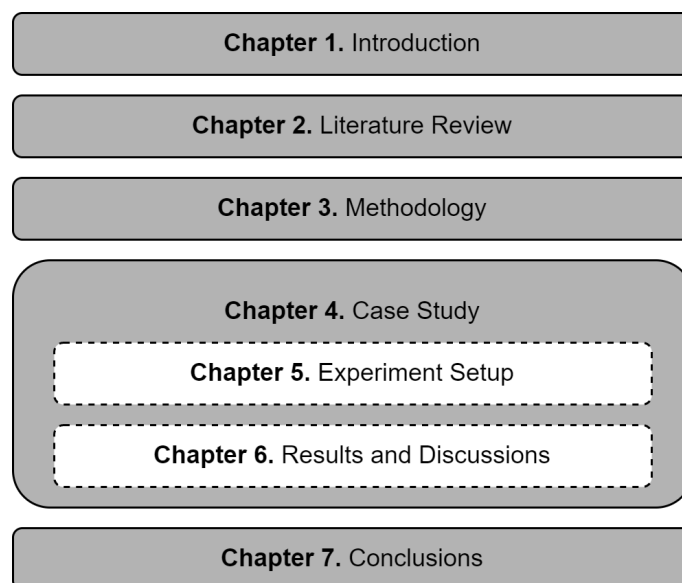 Chapter 1. Introduction
Chapter 2. Literature Review
Chapter 3. Methodology
Chapter 4. Case Study
Chapter 5. Experiment Setup
Chapter 6. Results and Discussions
Chapter 7. Conclusions